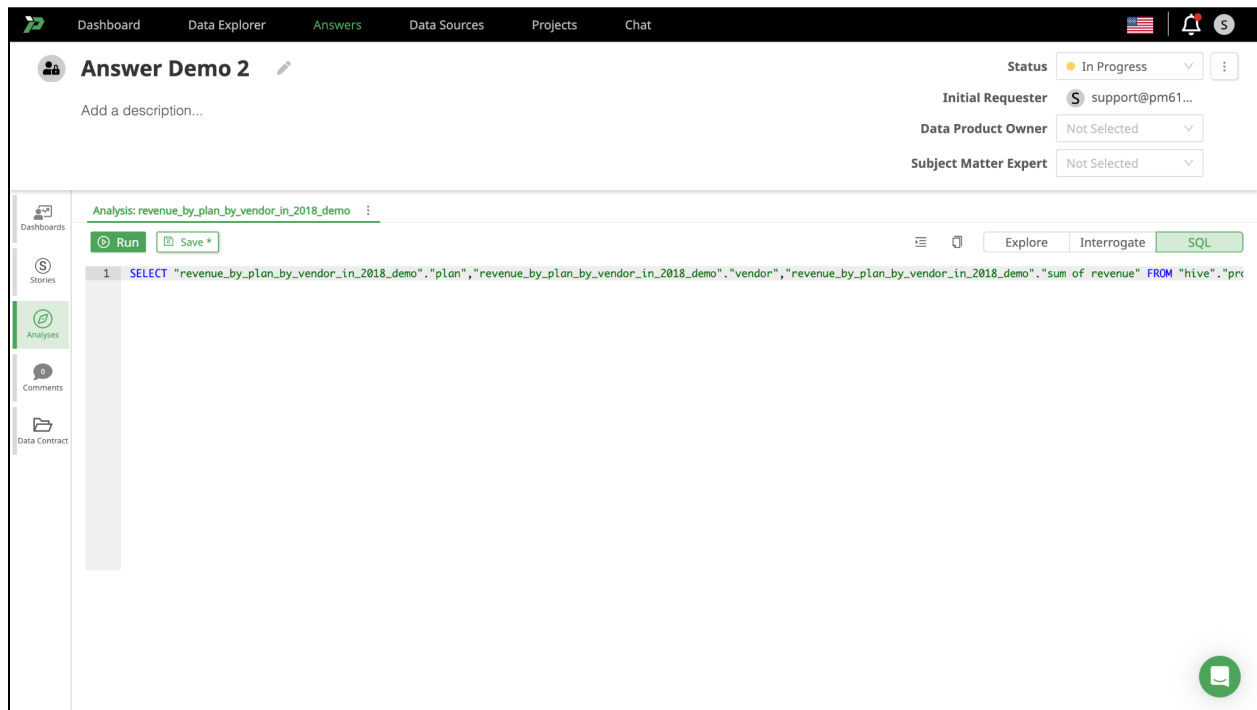 Dashboard Data Explorer Answers Data Sources Projects Chat S
Answer Demo 2
Add a description...
Status In Progress
Initial Requester S support@pm61...
Data Product Owner Not Selected
Subject Matter Expert Not Selected
Dashboards
S
Stories
Analyses
0
Comments
Data Contract
Analysis: revenue_by_plan_by_vendor_in_2018_demo
Run Save * Explore Interrogate SQL
1 SELECT "revenue_by_plan_by_vendor_in_2018_demo"."plan","revenue_by_plan_by_vendor_in_2018_demo"."vendor","revenue_by_plan_by_vendor_in_2018_demo"."sum of revenue" FROM "hive"."pro